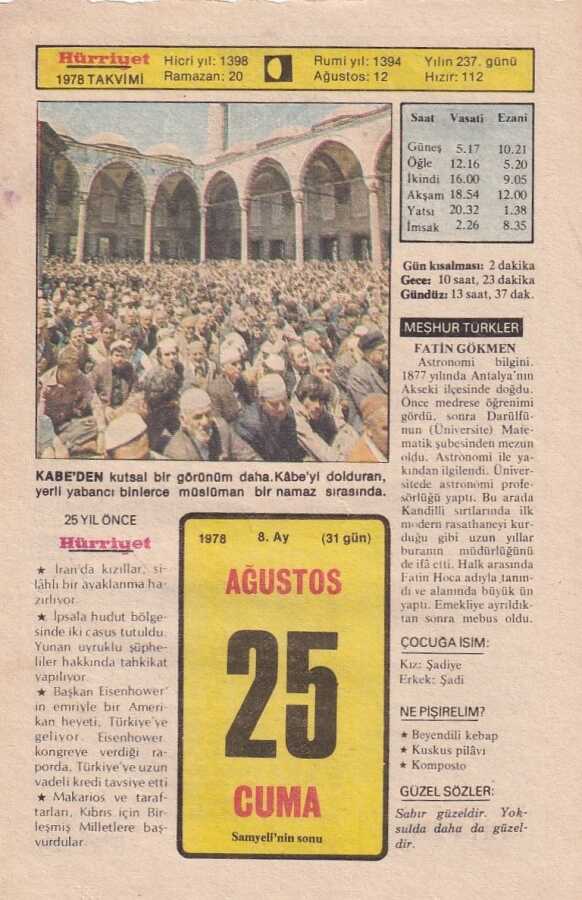 Hürriyet
1978 TAKVİMİ
Hicri yıl: 1398
Ramazan: 20
Rumi yıl: 1394
Ağustos: 12
Yılın 237. günü
Hızır: 112
Saat Vasati Ezani
Güneş 5.17 10.21
Öğle 12.16 5.20
İkindi 16.00 9.05
Akşam 18.54 12.00
Yatsı 20.32 1.38
İmsak 2.26 8.35
Gün kısalması: 2 dakika
Gece: 10 saat, 23 dakika
Gündüz: 13 saat, 37 dak.
KABE'DEN kutsal bir görünüm daha.Kâbe'yi dolduran,
yerli yabancı binlerce müslüman bir namaz sırasında.
MEŞHUR TÜRKLER
FATİN GÖKMEN
Astronomi bilgini.
1877 yılında Antalya'nın
Akseki ilçesinde doğdu.
Önce medrese öğrenimi
gördü, sonra Darülfü-
nun (Üniversite) Mate-
matik şubesinden mezun
oldu. Astronomi ile ya-
kından ilgilendi. Üniver-
sitede astronomi profe-
sörlüğü yaptı. Bu arada
Kandilli sırtlarında ilk
modern rasathaneyi kur-
duğu gibi uzun yıllar
buranın müdürlüğünü
de ifâ etti. Halk arasında
Fatin Hoca adıyla tanın-
dı ve alanında büyük ün
yaptı. Emekliye ayrıldık-
tan sonra mebus oldu.
25 YIL ÖNCE
Hürriyet
★ İran'da kızıllar, si-
lâhlı bir ayaklanma ha-
zırlıyor.
★ İpsala hudut bölge-
sinde iki casus tutuldu.
Yunan uyruklu şüphe-
liler hakkında tahkikat
yapılıyor.
★ Başkan Eisenhower'
in emriyle bir Ameri-
kan heyeti, Türkiye'ye
geliyor. Eisenhower
kongreye verdiği ra-
porda, Türkiye'ye uzun
vadeli kredi tavsiye etti
★ Makarios ve taraf-
tarları, Kıbrıs için Bir-
leşmiş Milletlere baş-
vurdular.
1978 8. Ay (31 gün)
AĞUSTOS
25
CUMA
Samyeli'nin sonu
ÇOCUĞA İSİM:
Kız: Şadiye
Erkek: Şadi
NE PİŞİRELİM?
★ Beyendili kebap
★ Kuskus pilâvı
★ Komposto
GÜZEL SÖZLER:
Sabır güzeldir. Yok-
sulda daha da güzel-
dir.